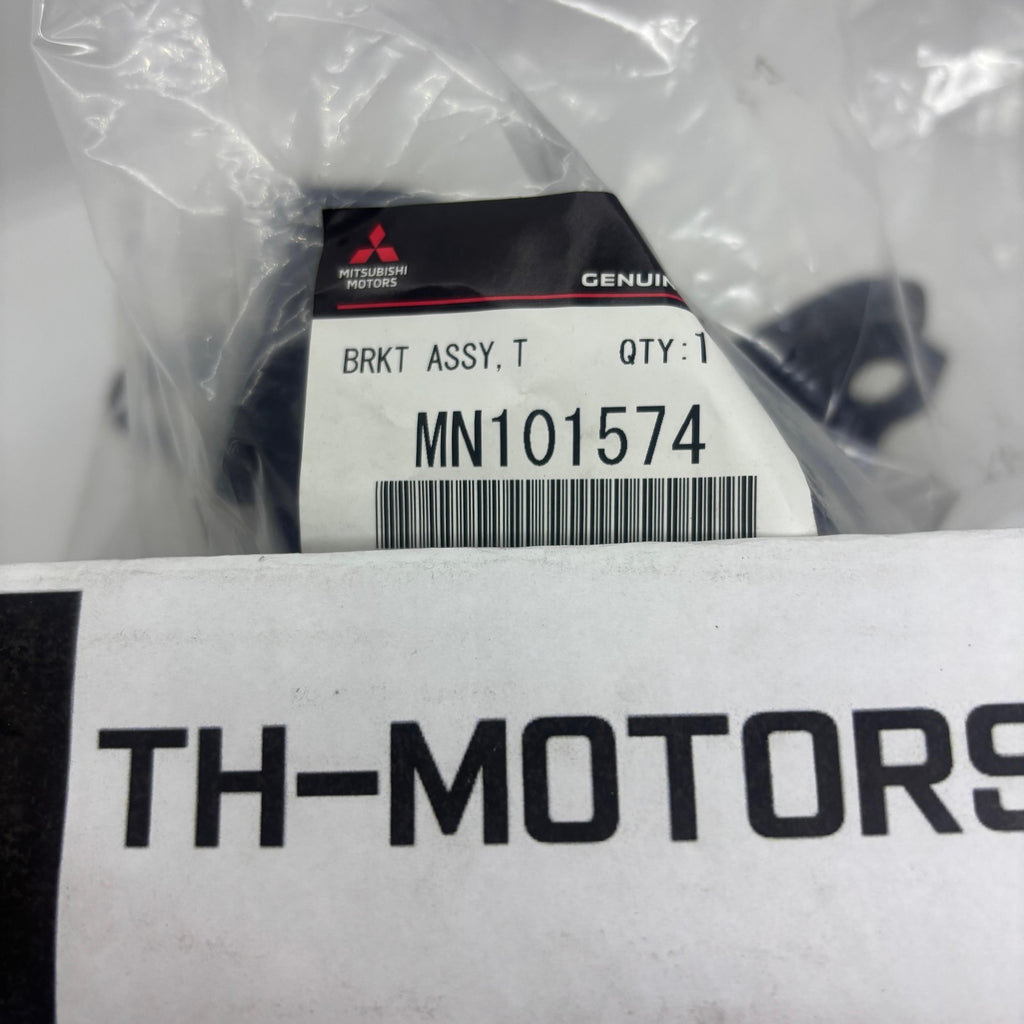 MITSUBISHI
MOTORS
GENUIN
BRKT ASSY, T QTY:1
MN101574
TH-MOTORS